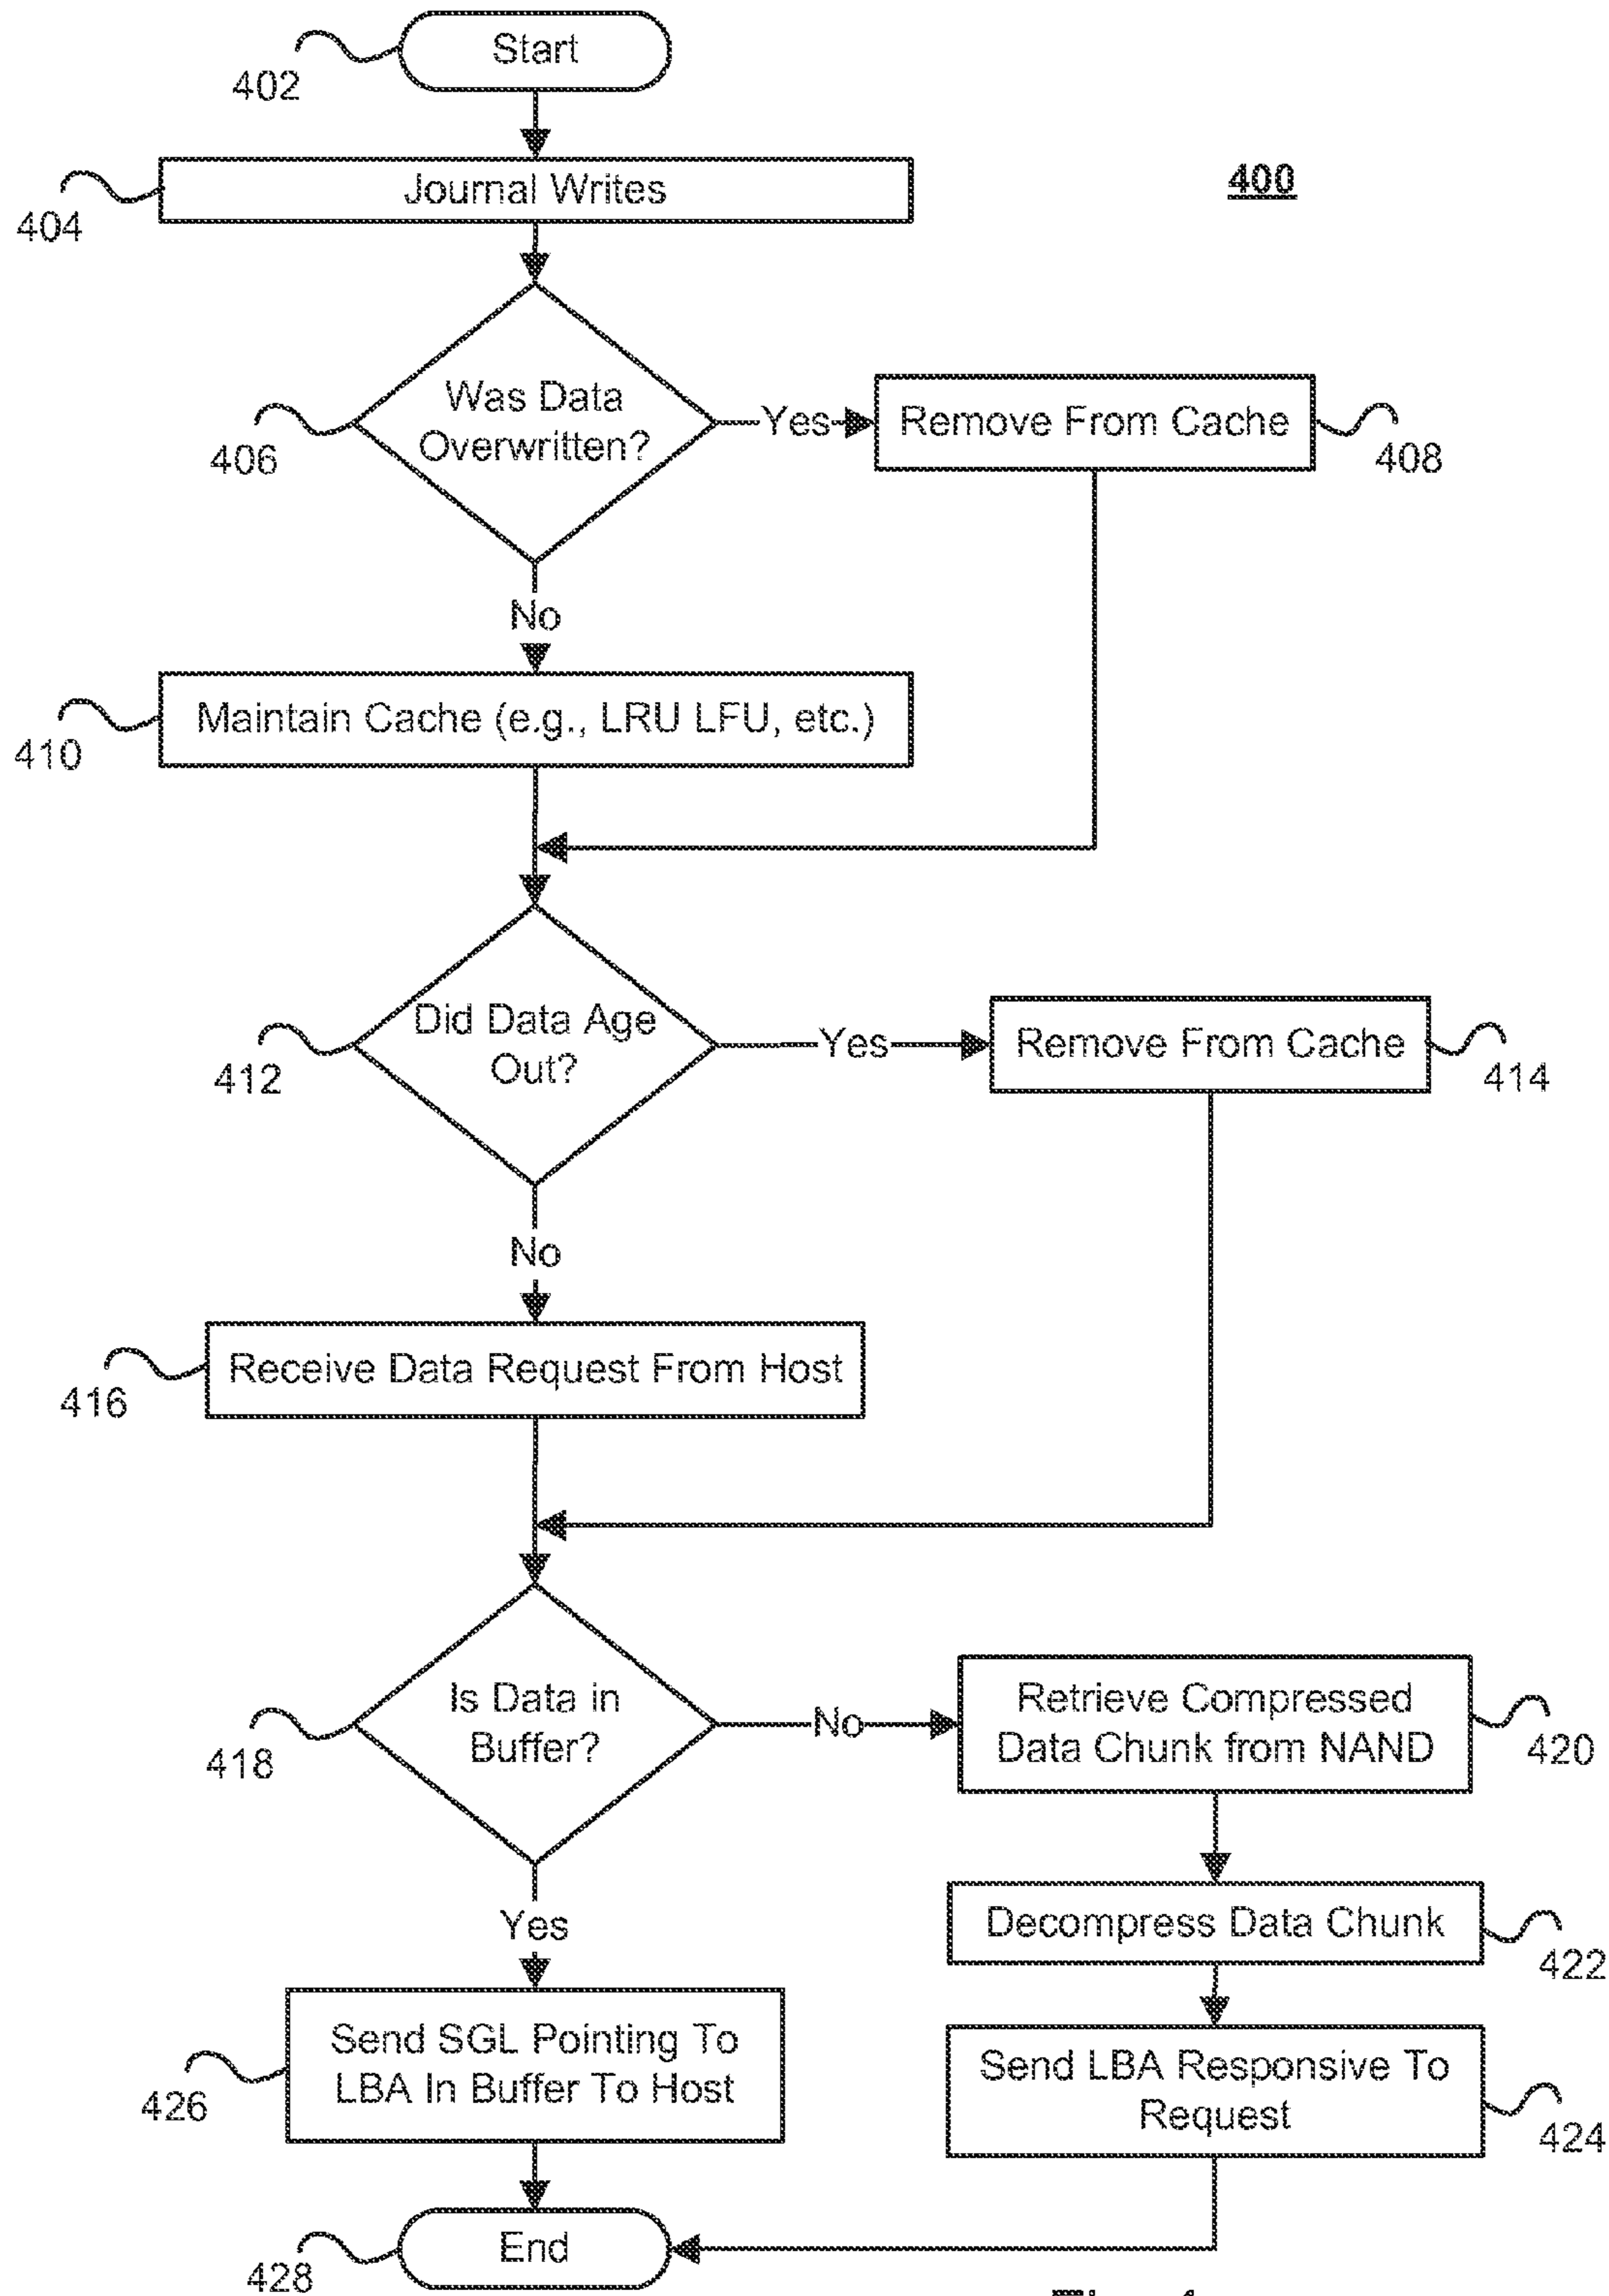 Start
402
Journal Writes
400
404
Was Data
Overwritten?
Yes
Remove From Cache
406
408
No
Maintain Cache (e.g., LRU LFU, etc.)
410
Did Data Age
Out?
Yes
Remove From Cache
412
414
No
Receive Data Request From Host
416
Is Data in
Buffer?
No
Retrieve Compressed
Data Chunk from NAND
418
420
Yes
Decompress Data Chunk
422
Send SGL Pointing To
LBA In Buffer To Host
426
Send LBA Responsive To
Request
424
End
428